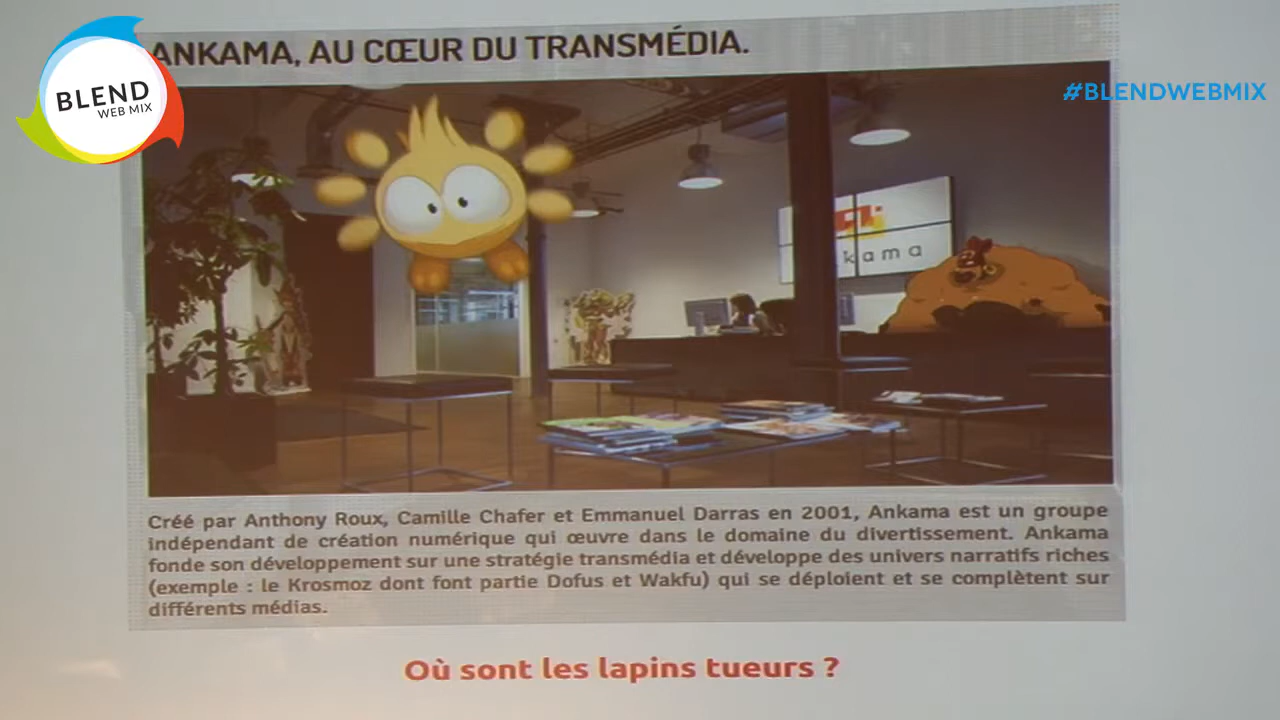 BLEND
WEB MIX
#BLENDWEBMIX
ANKAMA, AU CŒUR DU TRANSMÉDIA.
kama
Créé par Anthony Roux, Camille Chafer et Emmanuel Darras en 2001, Ankama est un groupe
indépendant de création numérique qui œuvre dans le domaine du divertissement. Ankama
fonde son développement sur une stratégie transmédia et développe des univers narratifs riches
(exemple : le Krosmoz dont font partie Dofus et Wakfu) qui se déploient et se complètent sur
différents médias.
Où sont les lapins tueurs ?